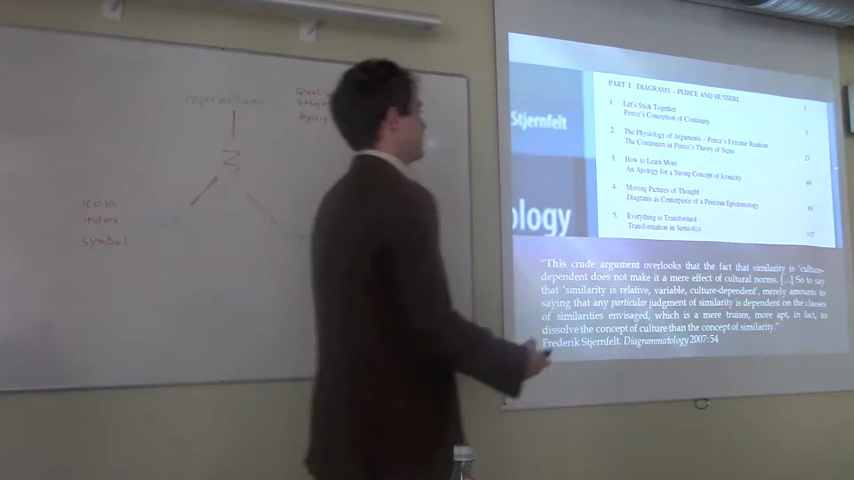 icon
index
symbol
Stjernfelt
ology
PART I DIAGRAMS – PEIRCE AND HUSSERL
1. Let's Stick Together
Peirce's Conception of Continuity
2. The Physiology of Arguments – Peirce's Extreme Realism
The Continuum in Peirce's Theory of Signs
3. How to Learn More
An Apology for a Strong Concept of Iconicity
4. Moving Pictures of Thought
Diagrams as Centerpiece of a Peircean Epistemology
5. Everything is Transformed
Transformation in Semiotics
"This crude argument overlooks that the fact that similarity is 'culture-
dependent does not make it a mere effect of cultural norms. [...] So to say
that 'similarity is relative, variable, culture-dependent', merely amounts to
saying that any particular judgment of similarity is dependent on the classes
of similarities envisaged, which is a mere truism, more apt, in fact, to
dissolve the concept of culture than the concept of similarity."
Frederik Stjernfelt. Diagrammatology 2007:54